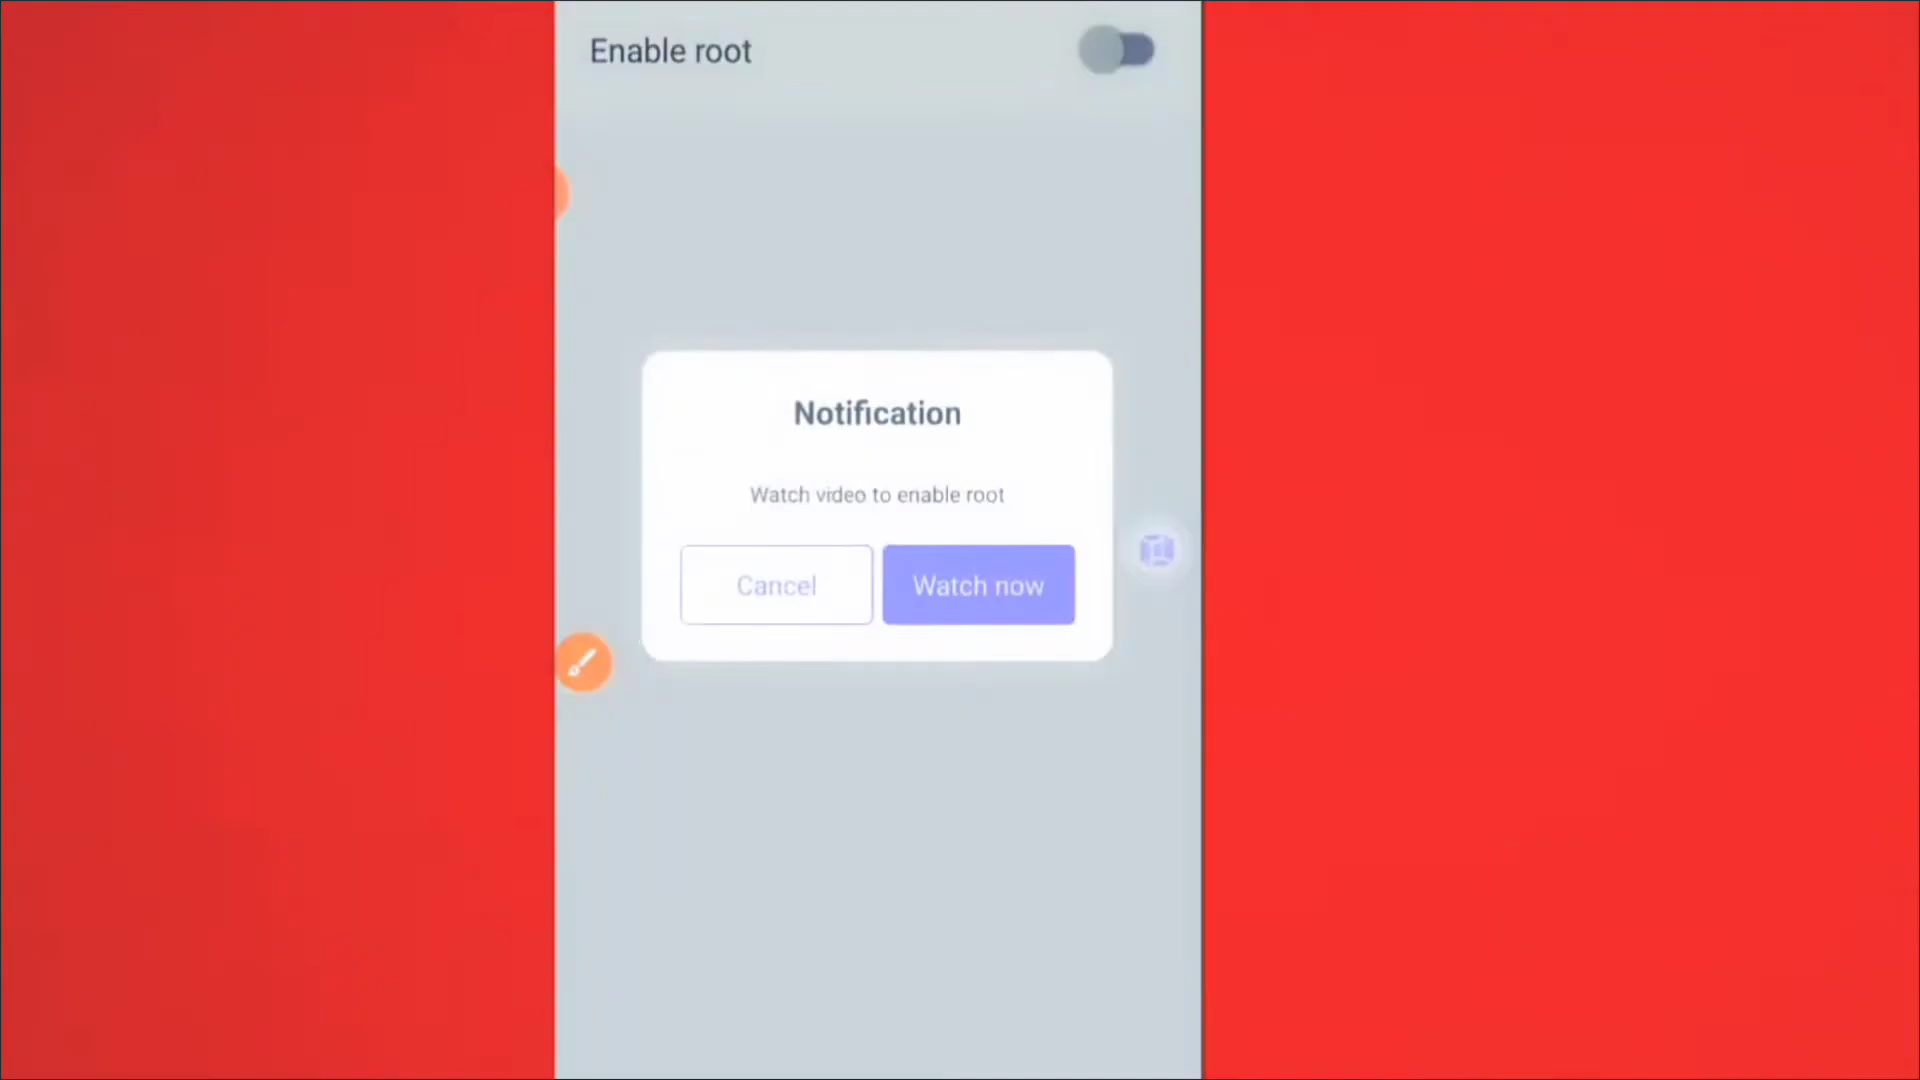 Enable root
Notification
Watch video to enable root
Cancel
Watch now